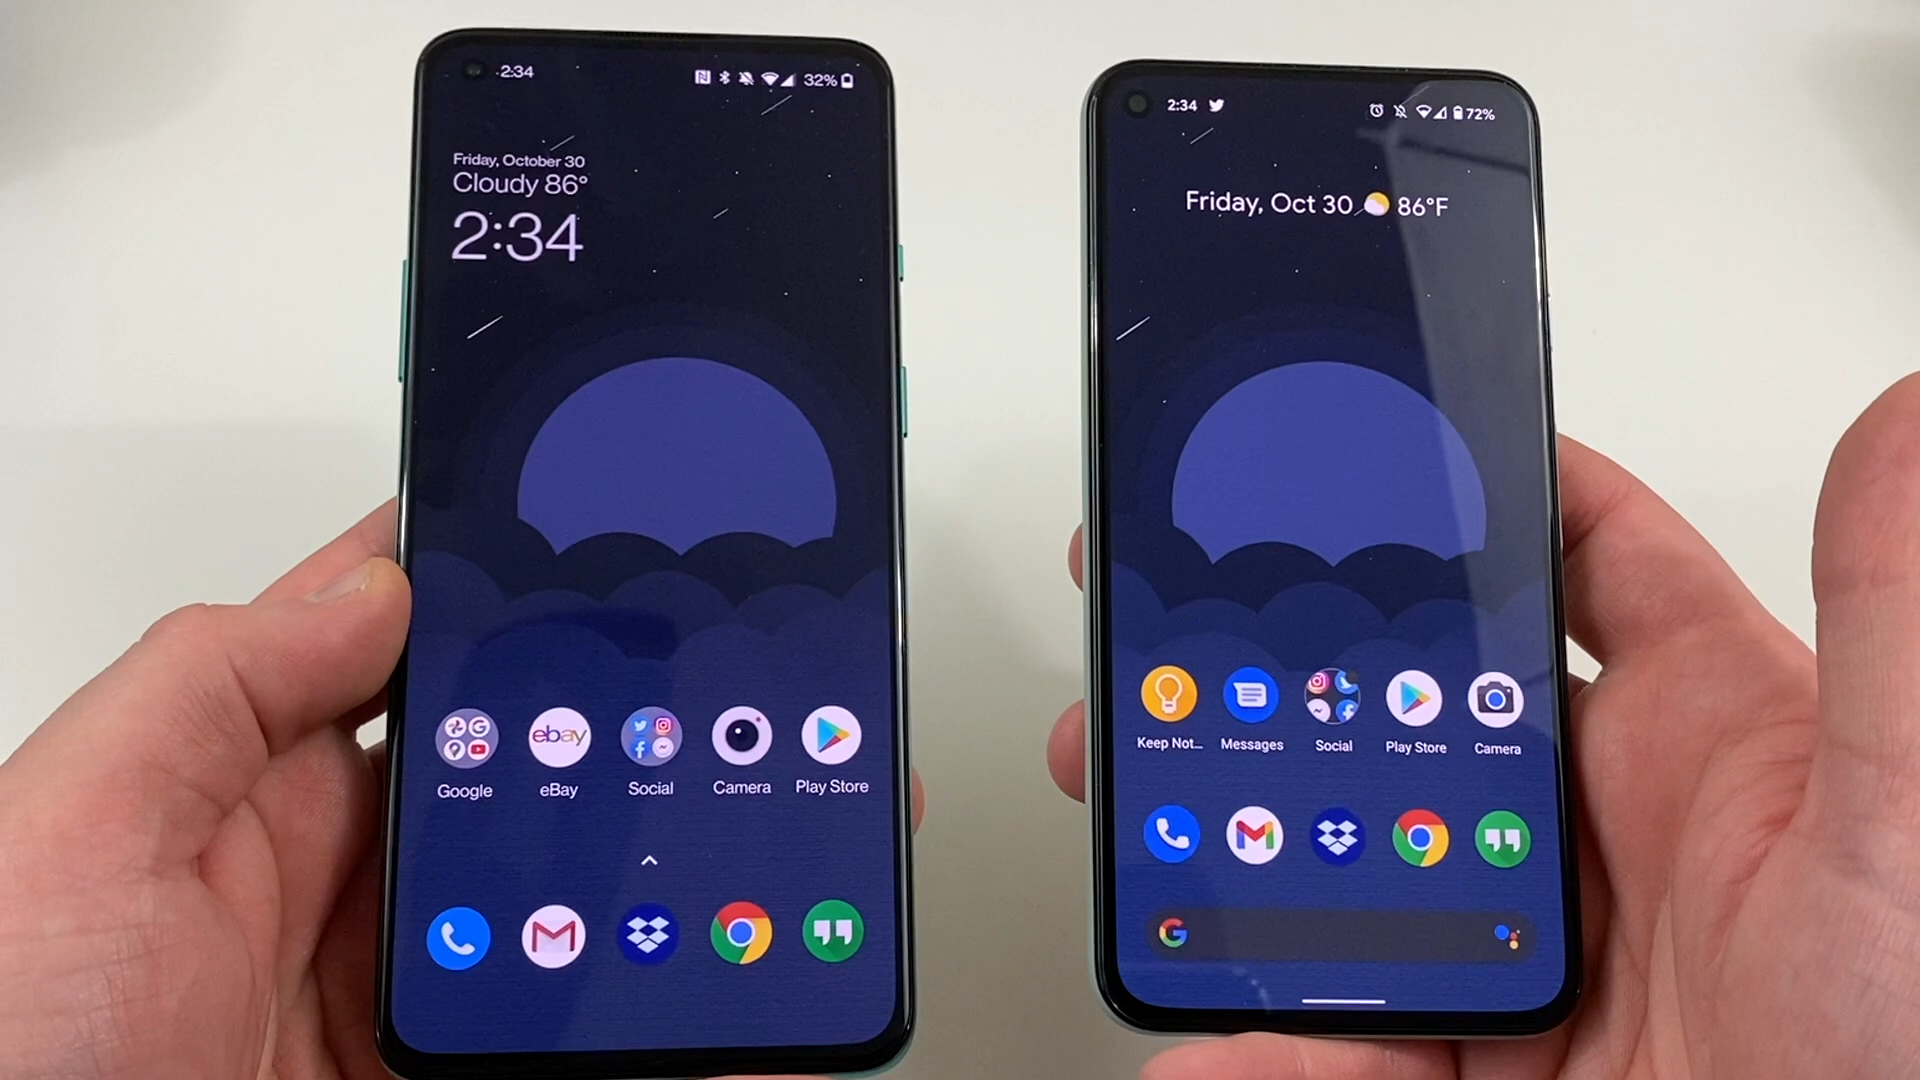 2:34
32%
Friday, October 30
Cloudy 86°
2:34
ebay
Google
eBay
Social
Camera
Play Store
2:34
72%
Friday, Oct 30
86°F
Keep Not...
Messages
Social
Play Store
Camera